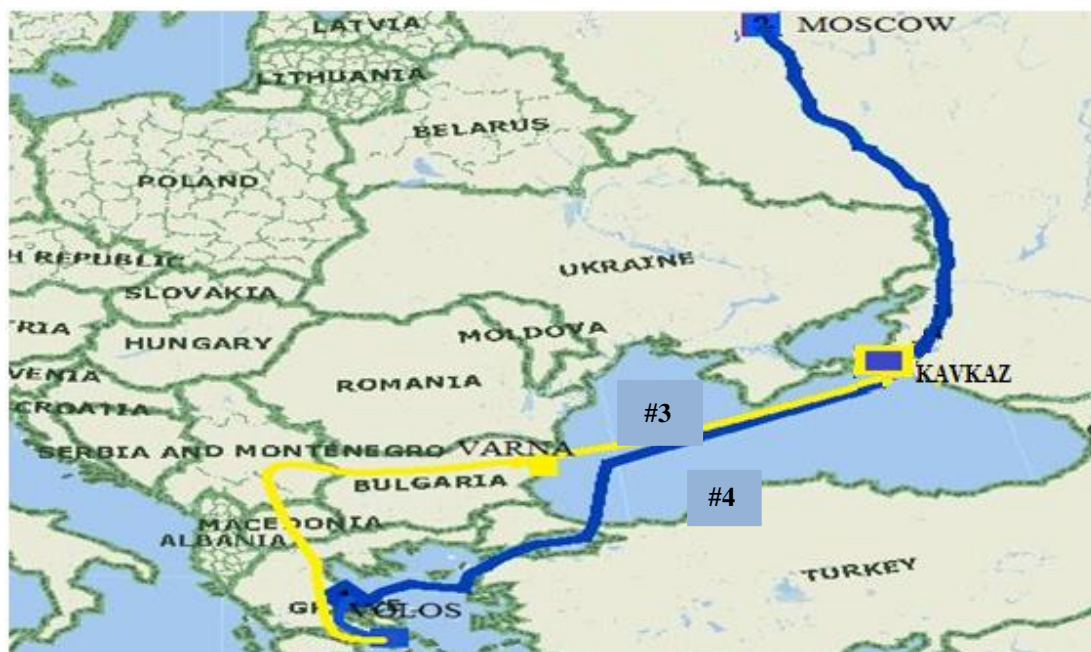 LATVIA
MOSCOW
LITHUANIA
BELARUS
POLAND
UKRAINE
H REPUBLIC
SLOVAKIA
TRIA
HUNGARY
MOLDOVA
VENIA
ROMANIA
KAVKAZ
CROATIA
#3
SERBIA AND MONTENEGRO
VARNA
BULGARIA
#4
MACEDONIA
ALBANIA
TURKEY
VOLOS